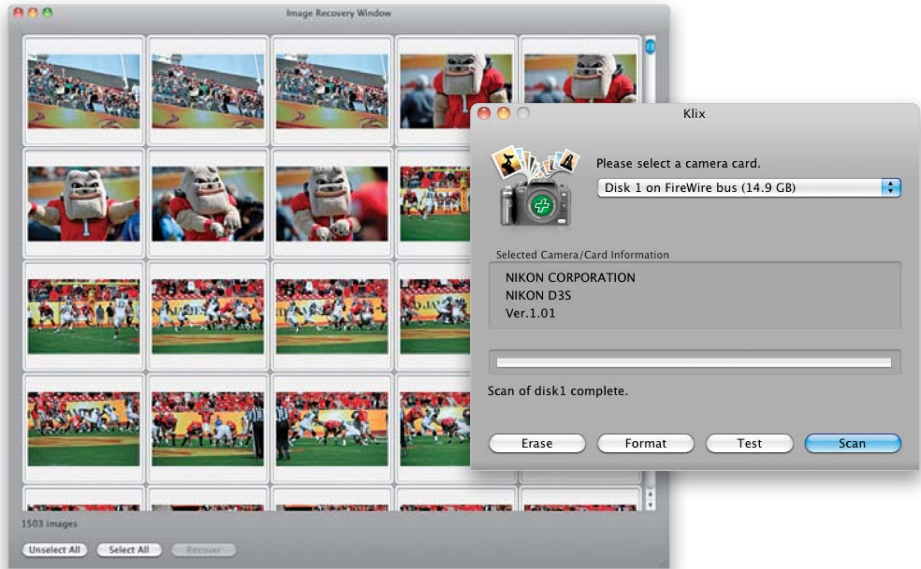 Image Recovery Window
1503 images
Unselect All
Select All
Recover
Klix
Please select a camera card.
Disk 1 on FireWire bus (14.9 GB)
Selected Camera/Card Information
NIKON CORPORATION
NIKON D3S
Ver.1.01
Scan of disk1 complete.
Erase
Format
Test
Scan